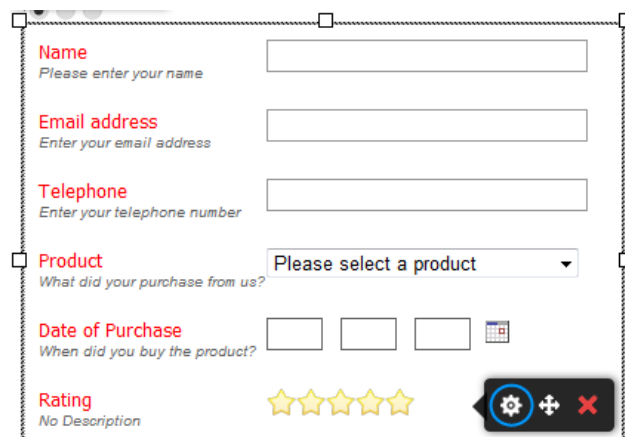 Name
Please enter your name
Email address
Enter your email address
Telephone
Enter your telephone number
Product
Please select a product
What did your purchase from us?
Date of Purchase
When did you buy the product?
Rating
No Description